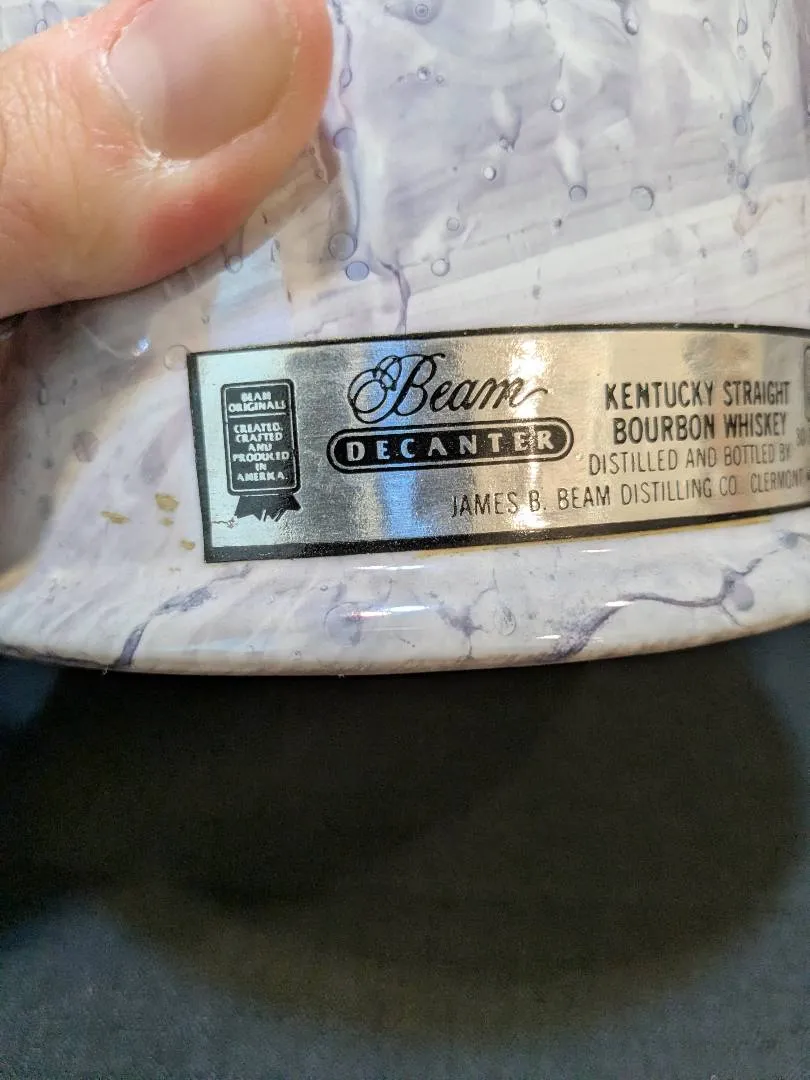 BEAM
ORIGINALS
CREATED,
CRAFTED
AND
PRODUCED
IN
AMERICA.
Beam
DECANTER
KENTUCKY STRAIGHT
BOURBON WHISKEY
DISTILLED AND BOTTLED BY
JAMES B. BEAM DISTILLING CO. CLERMONT